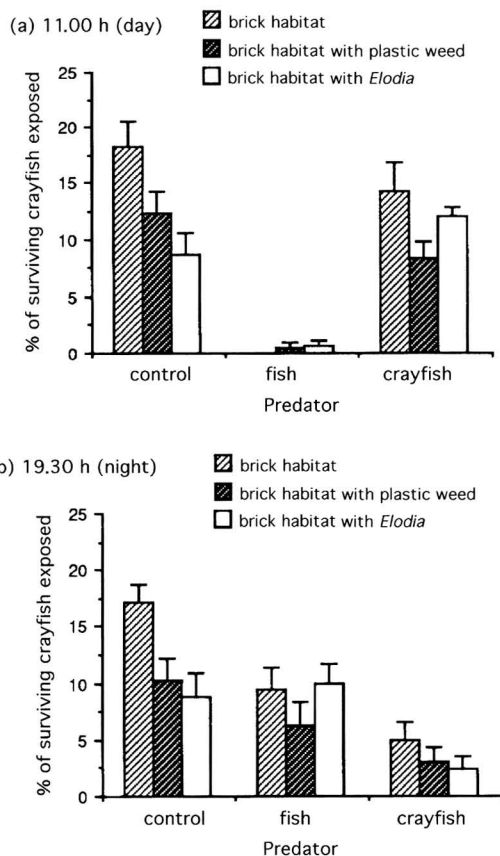 (a) 11.00 h (day)
brick habitat
brick habitat with plastic weed
brick habitat with Elodia
% of surviving crayfish exposed
25
20
15
10
5
0
control fish crayfish
Predator
b) 19.30 h (night)
brick habitat
brick habitat with plastic weed
brick habitat with Elodia
% of surviving crayfish exposed
25
20
15
10
5
0
control fish crayfish
Predator